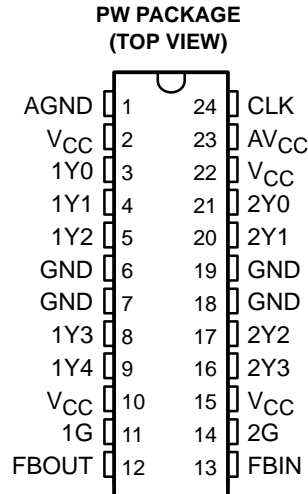 PW PACKAGE
(TOP VIEW)
AGND 1 24 CLK
VCC 2 23 AVCC
1Y0 3 22 VCC
1Y1 4 21 2Y0
1Y2 5 20 2Y1
GND 6 19 GND
GND 7 18 GND
1Y3 8 17 2Y2
1Y4 9 16 2Y3
VCC 10 15 VCC
1G 11 14 2G
FBOUT 12 13 FBIN